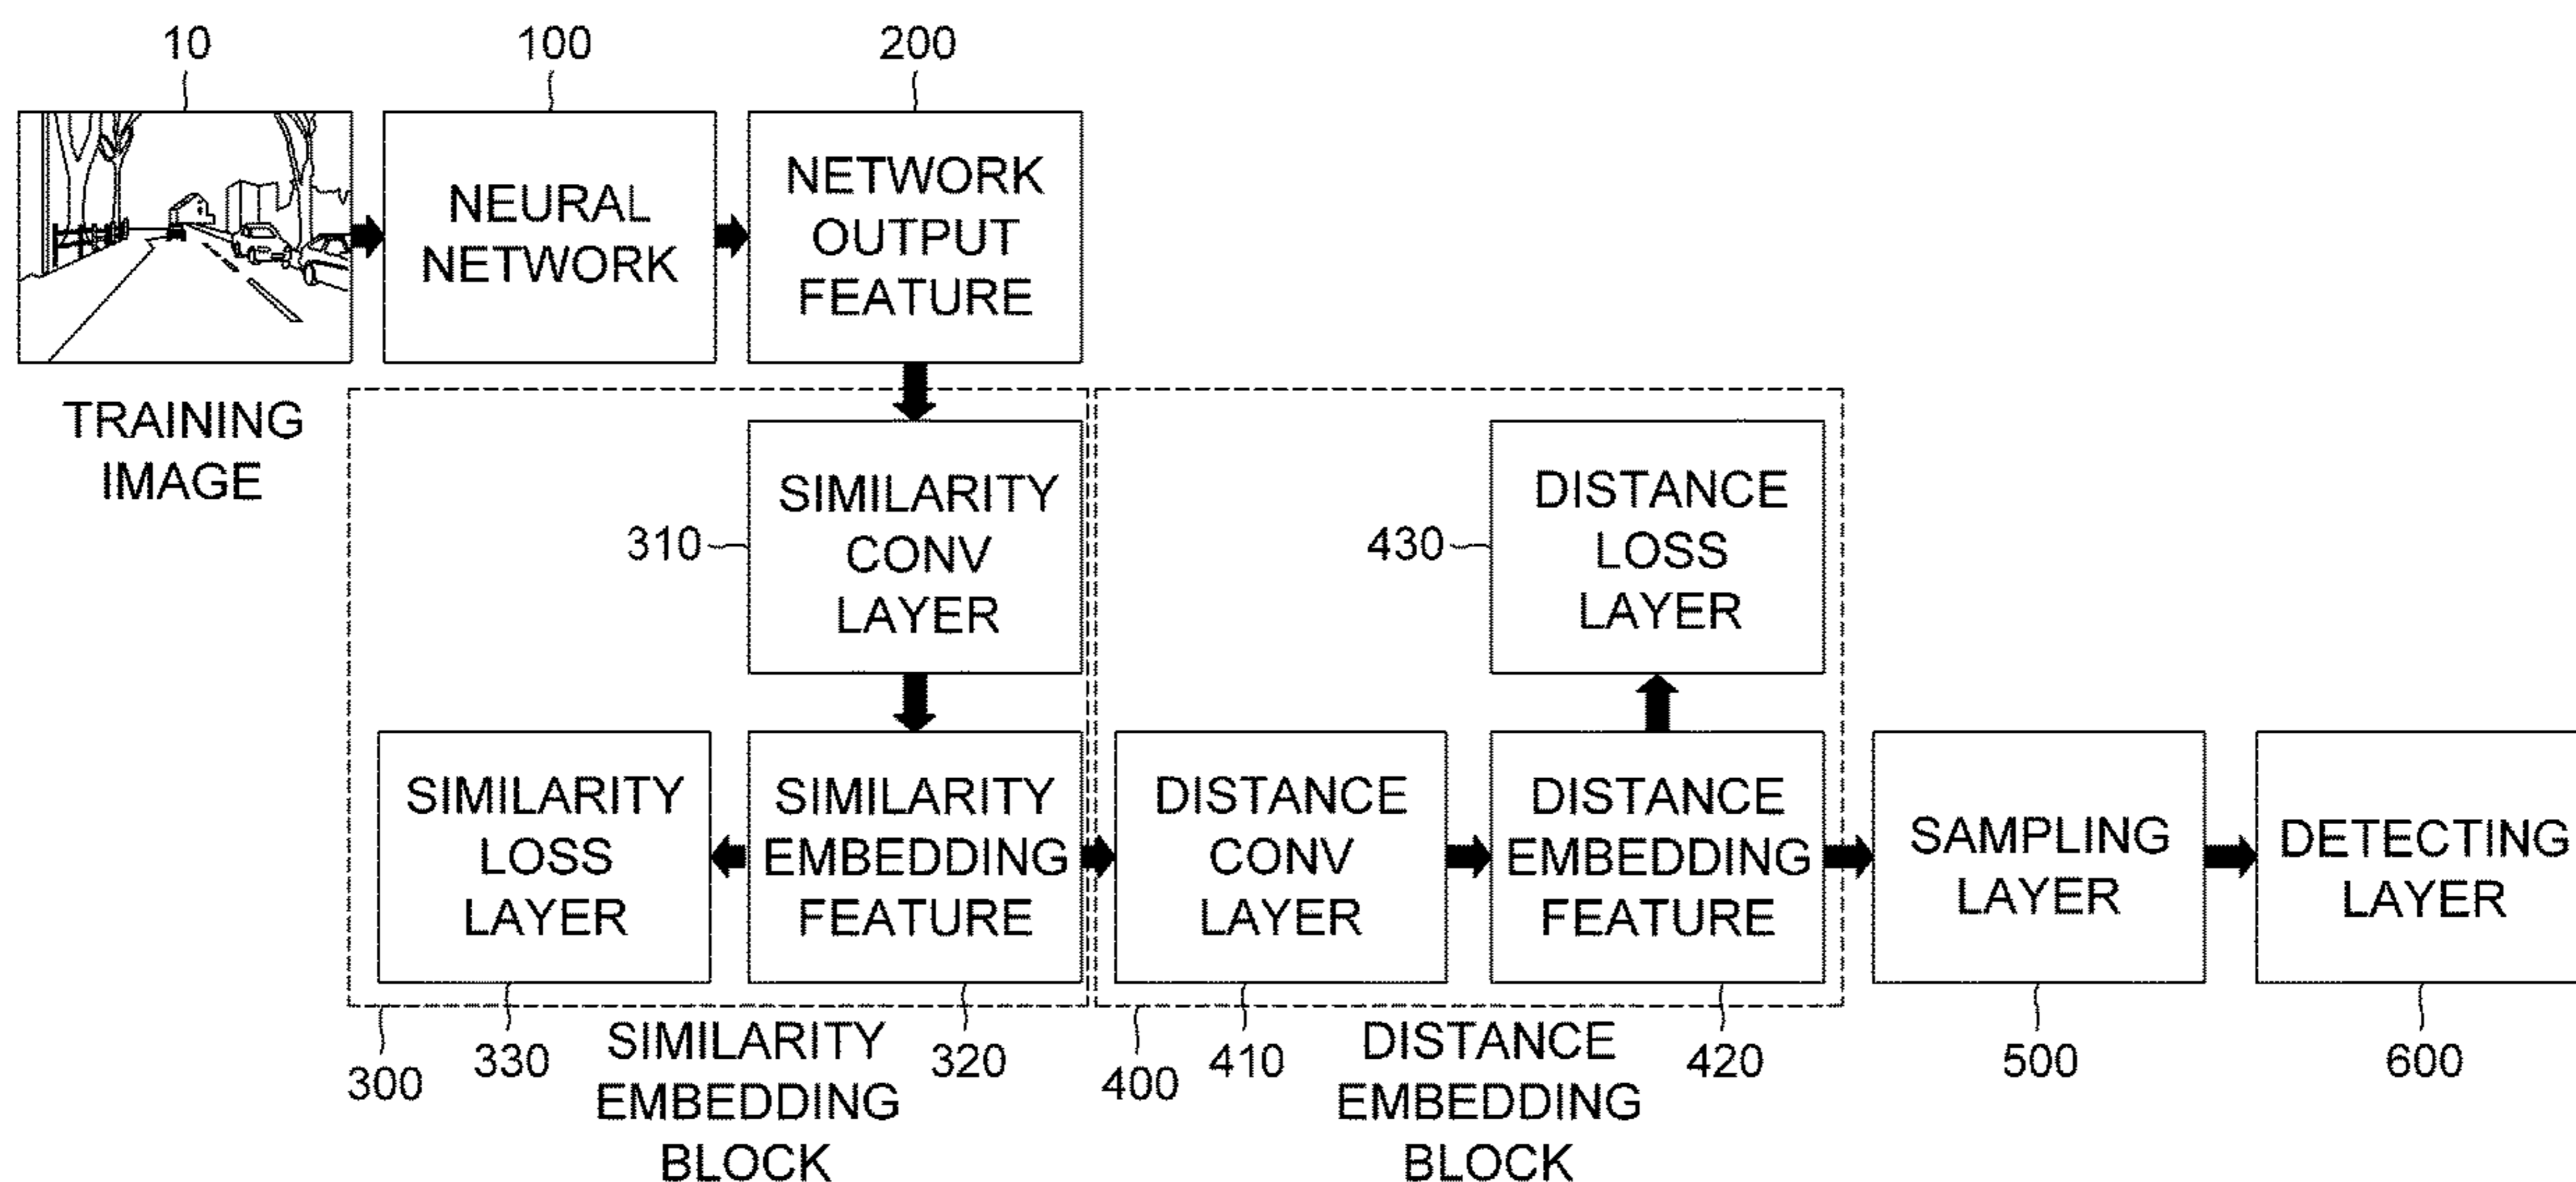 10
100
200
NEURAL
NETWORK
NETWORK
OUTPUT
FEATURE
TRAINING
IMAGE
310
SIMILARITY
CONV
LAYER
430
DISTANCE
LOSS
LAYER
SIMILARITY
LOSS
LAYER
SIMILARITY
EMBEDDING
FEATURE
DISTANCE
CONV
LAYER
DISTANCE
EMBEDDING
FEATURE
SAMPLING
LAYER
DETECTING
LAYER
300
330
SIMILARITY
EMBEDDING
BLOCK
320
400
410
DISTANCE
EMBEDDING
BLOCK
420
500
600